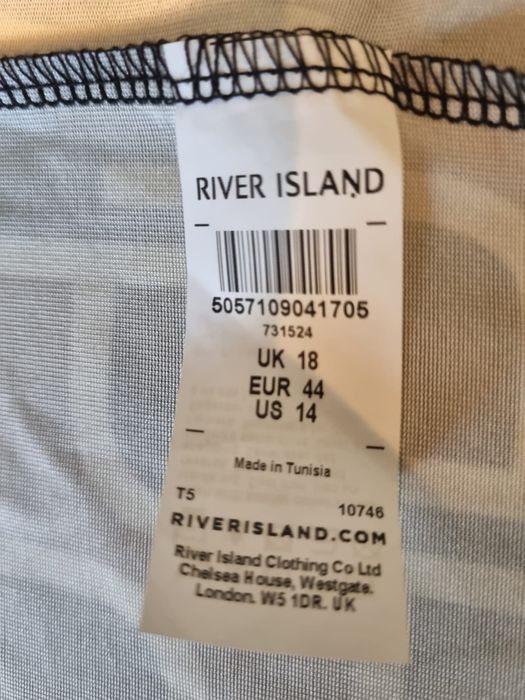 RIVER ISLAND
5057109041705
731524
UK 18
EUR 44
US 14
Made in Tunisia
T5 10746
RIVERISLAND.COM
River Island Clothing Co Ltd
Chelsea House, Westgate.
London. W5 1DR. UK